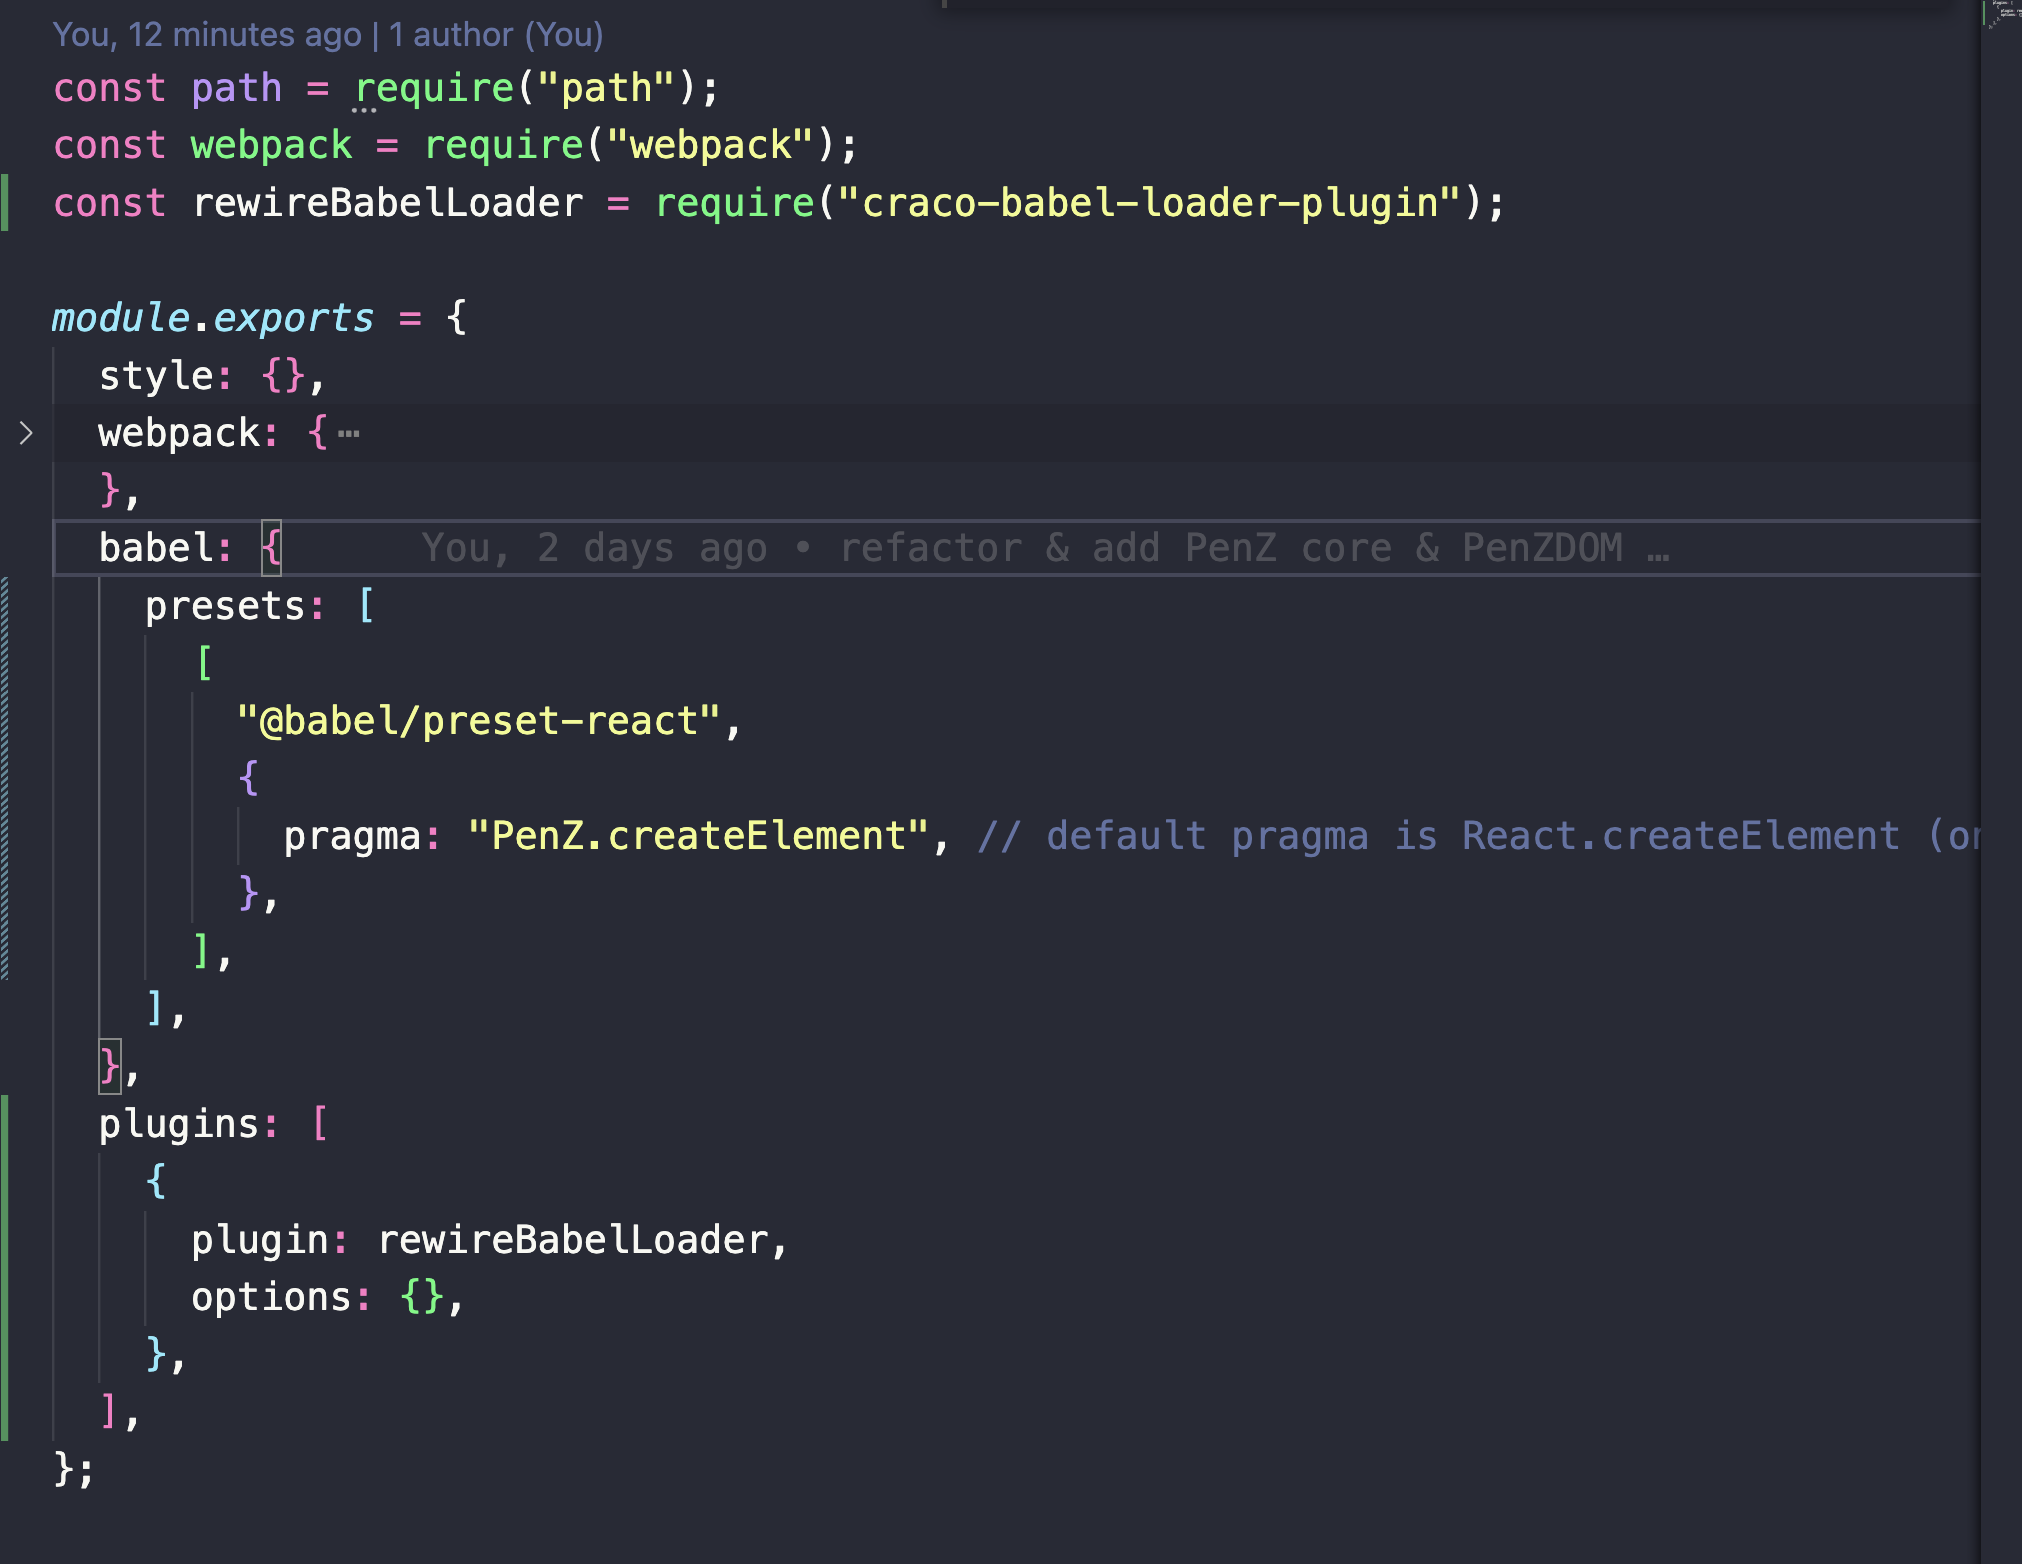 You, 12 minutes ago | 1 author (You)
const path = require("path");
const webpack = require("webpack");
const rewireBabelLoader = require("craco-babel-loader-plugin");
module.exports = {
  style: {},
  webpack: {…
  },
  babel: {     You, 2 days ago • refactor & add PenZ core & PenZDOM …
    presets: [
      [
        "@babel/preset-react",
        {
          pragma: "PenZ.createElement", // default pragma is React.createElement (
        },
      ],
    ],
  },
  plugins: [
    {
      plugin: rewireBabelLoader,
      options: {},
    },
  ],
};